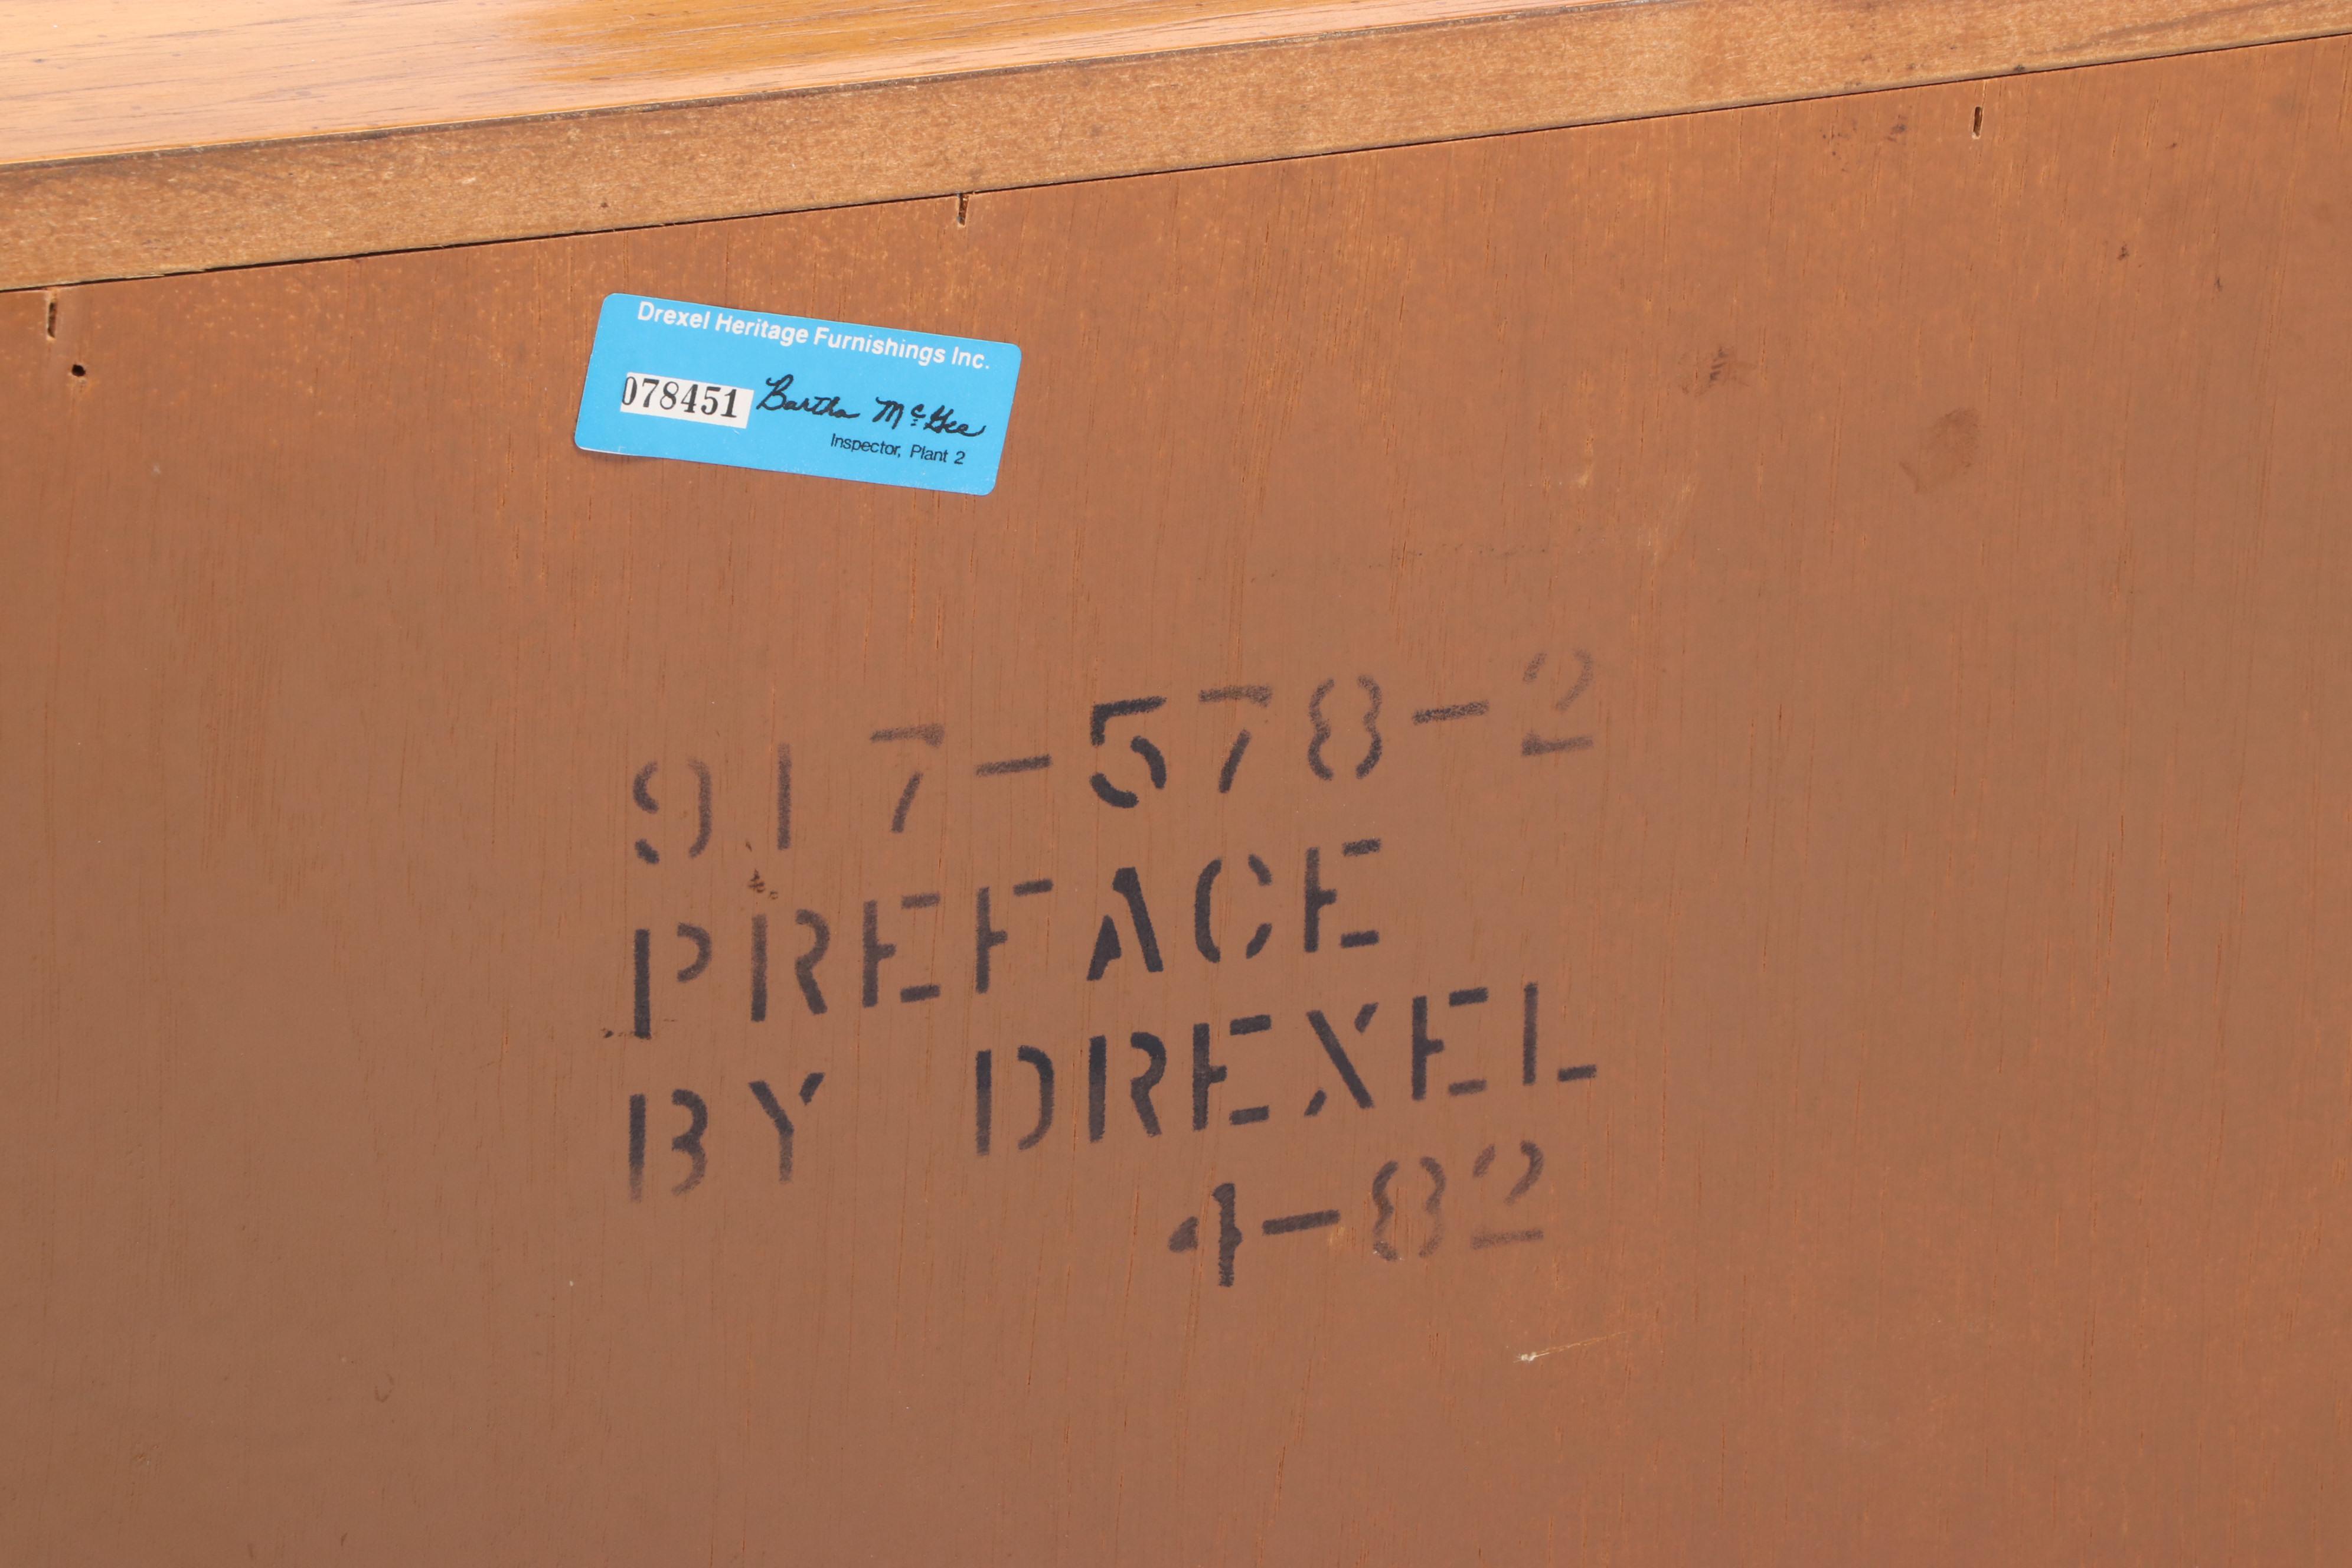 Drexel Heritage Furnishings Inc.
078451 Bartha McGee
Inspector, Plant 2
917-578-2
PREFACE
BY DREXEL
4-82